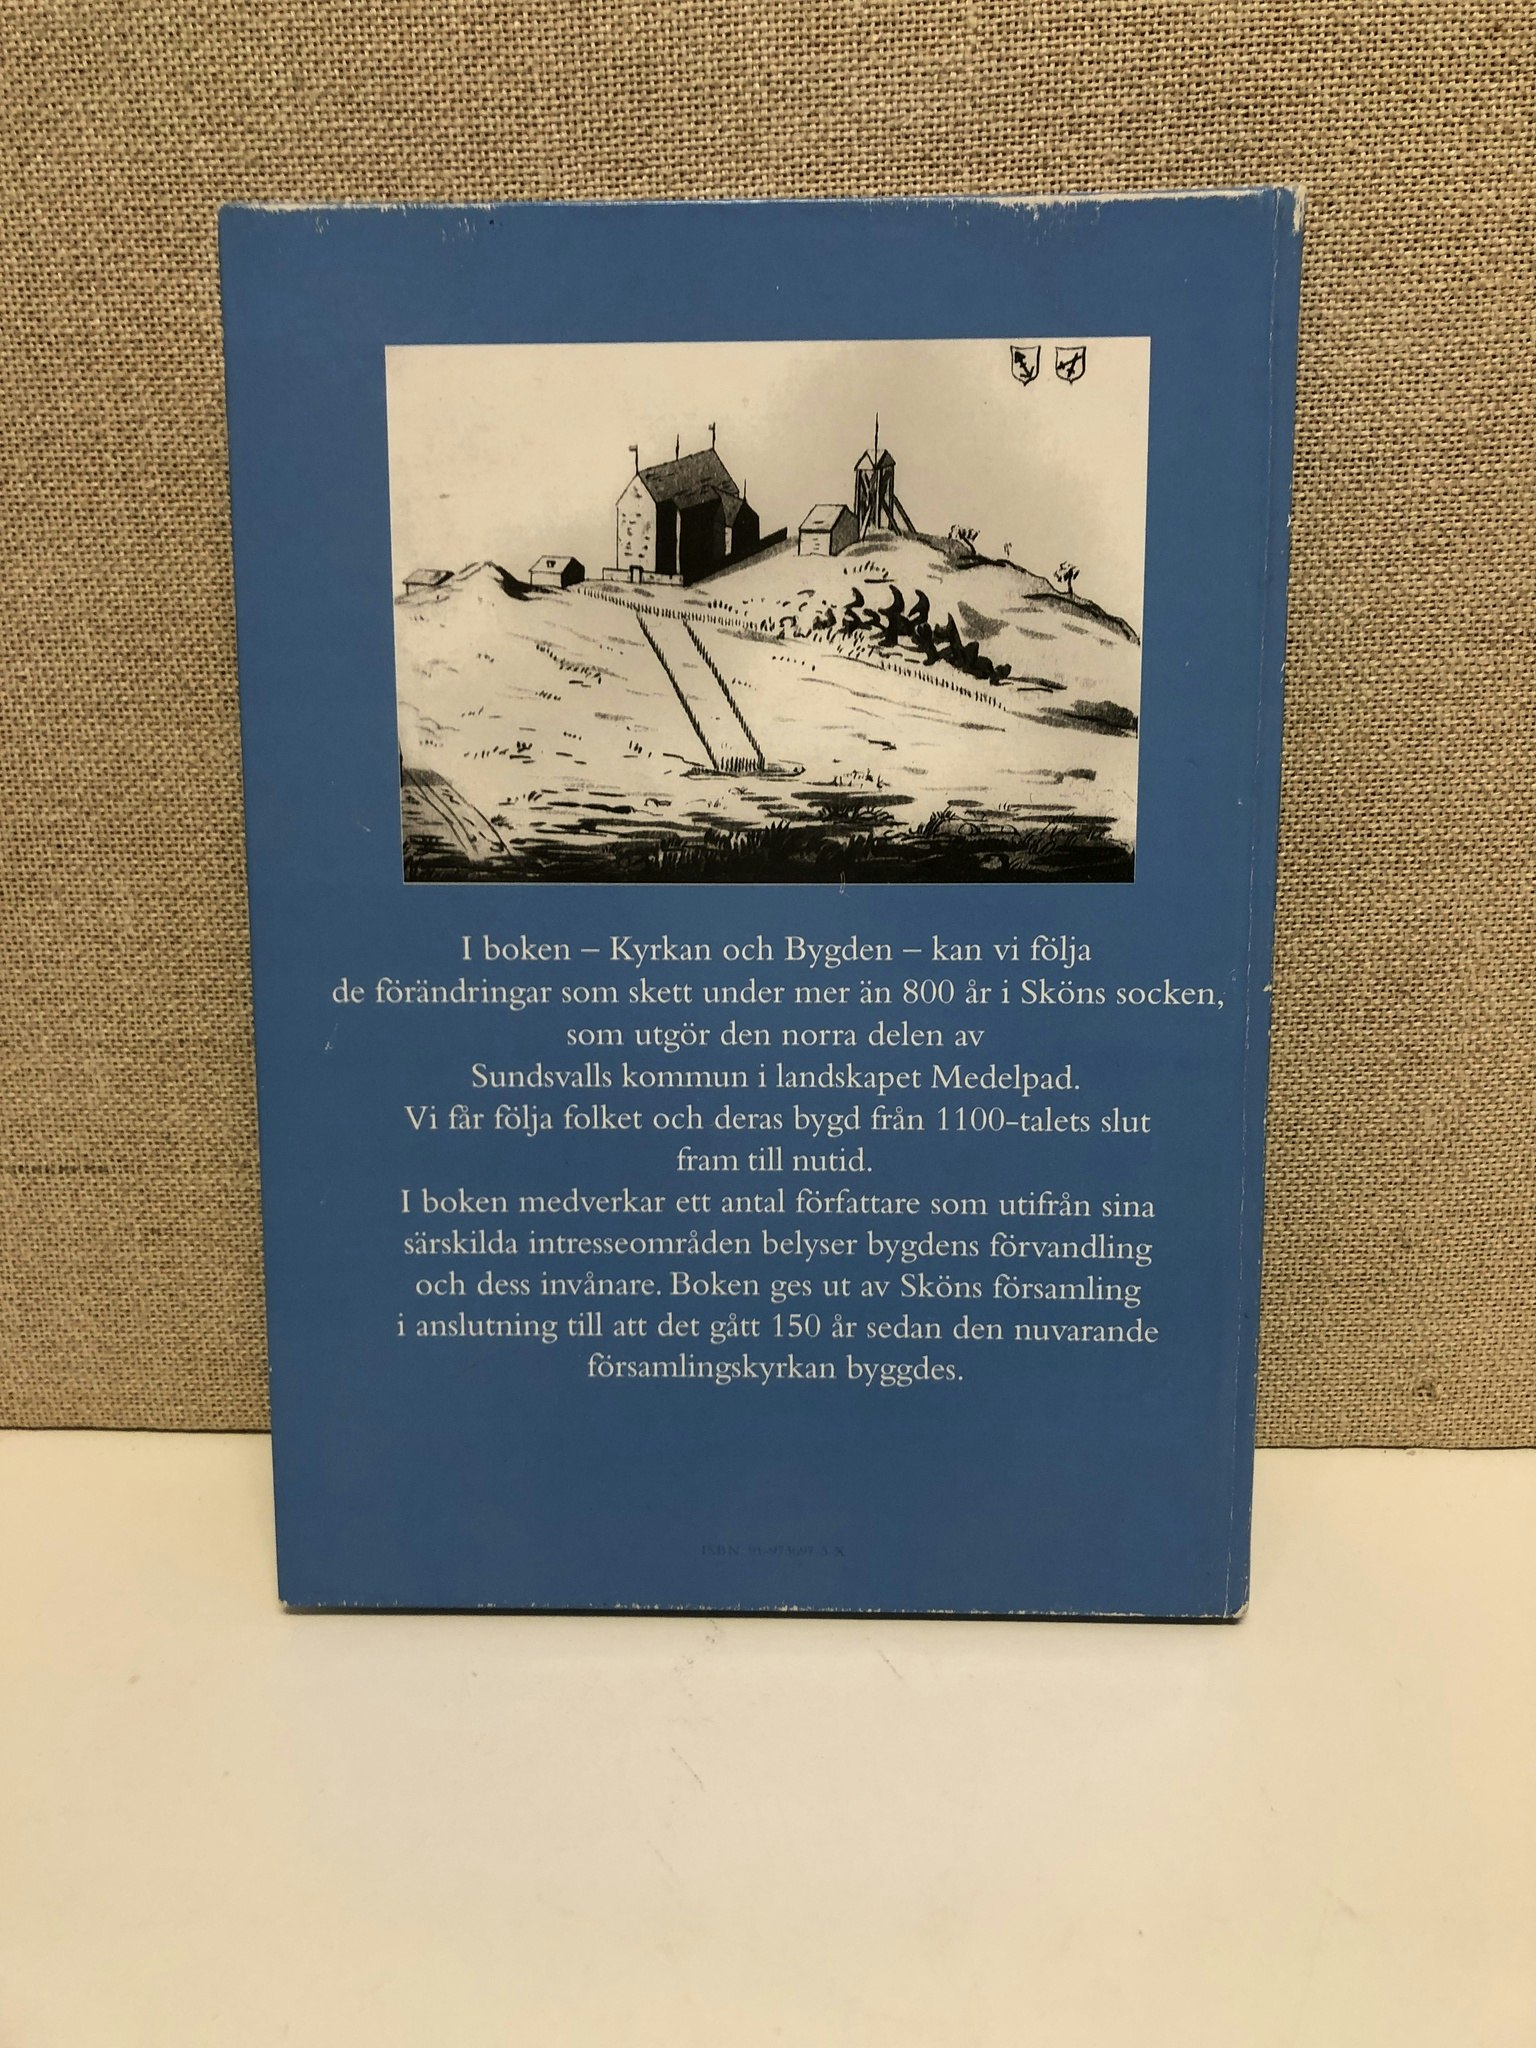 I boken – Kyrkan och Bygden – kan vi följa
de förändringar som skett under mer än 800 år i Sköns socken,
som utgör den norra delen av
Sundsvalls kommun i landskapet Medelpad.
Vi får följa folket och deras bygd från 1100-talets slut
fram till nutid.
I boken medverkar ett antal författare som utifrån sina
särskilda intresseområden belyser bygdens förvandling
och dess invånare. Boken ges ut av Sköns församling
i anslutning till att det gått 150 år sedan den nuvarande
församlingskyrkan byggdes.
ISBN